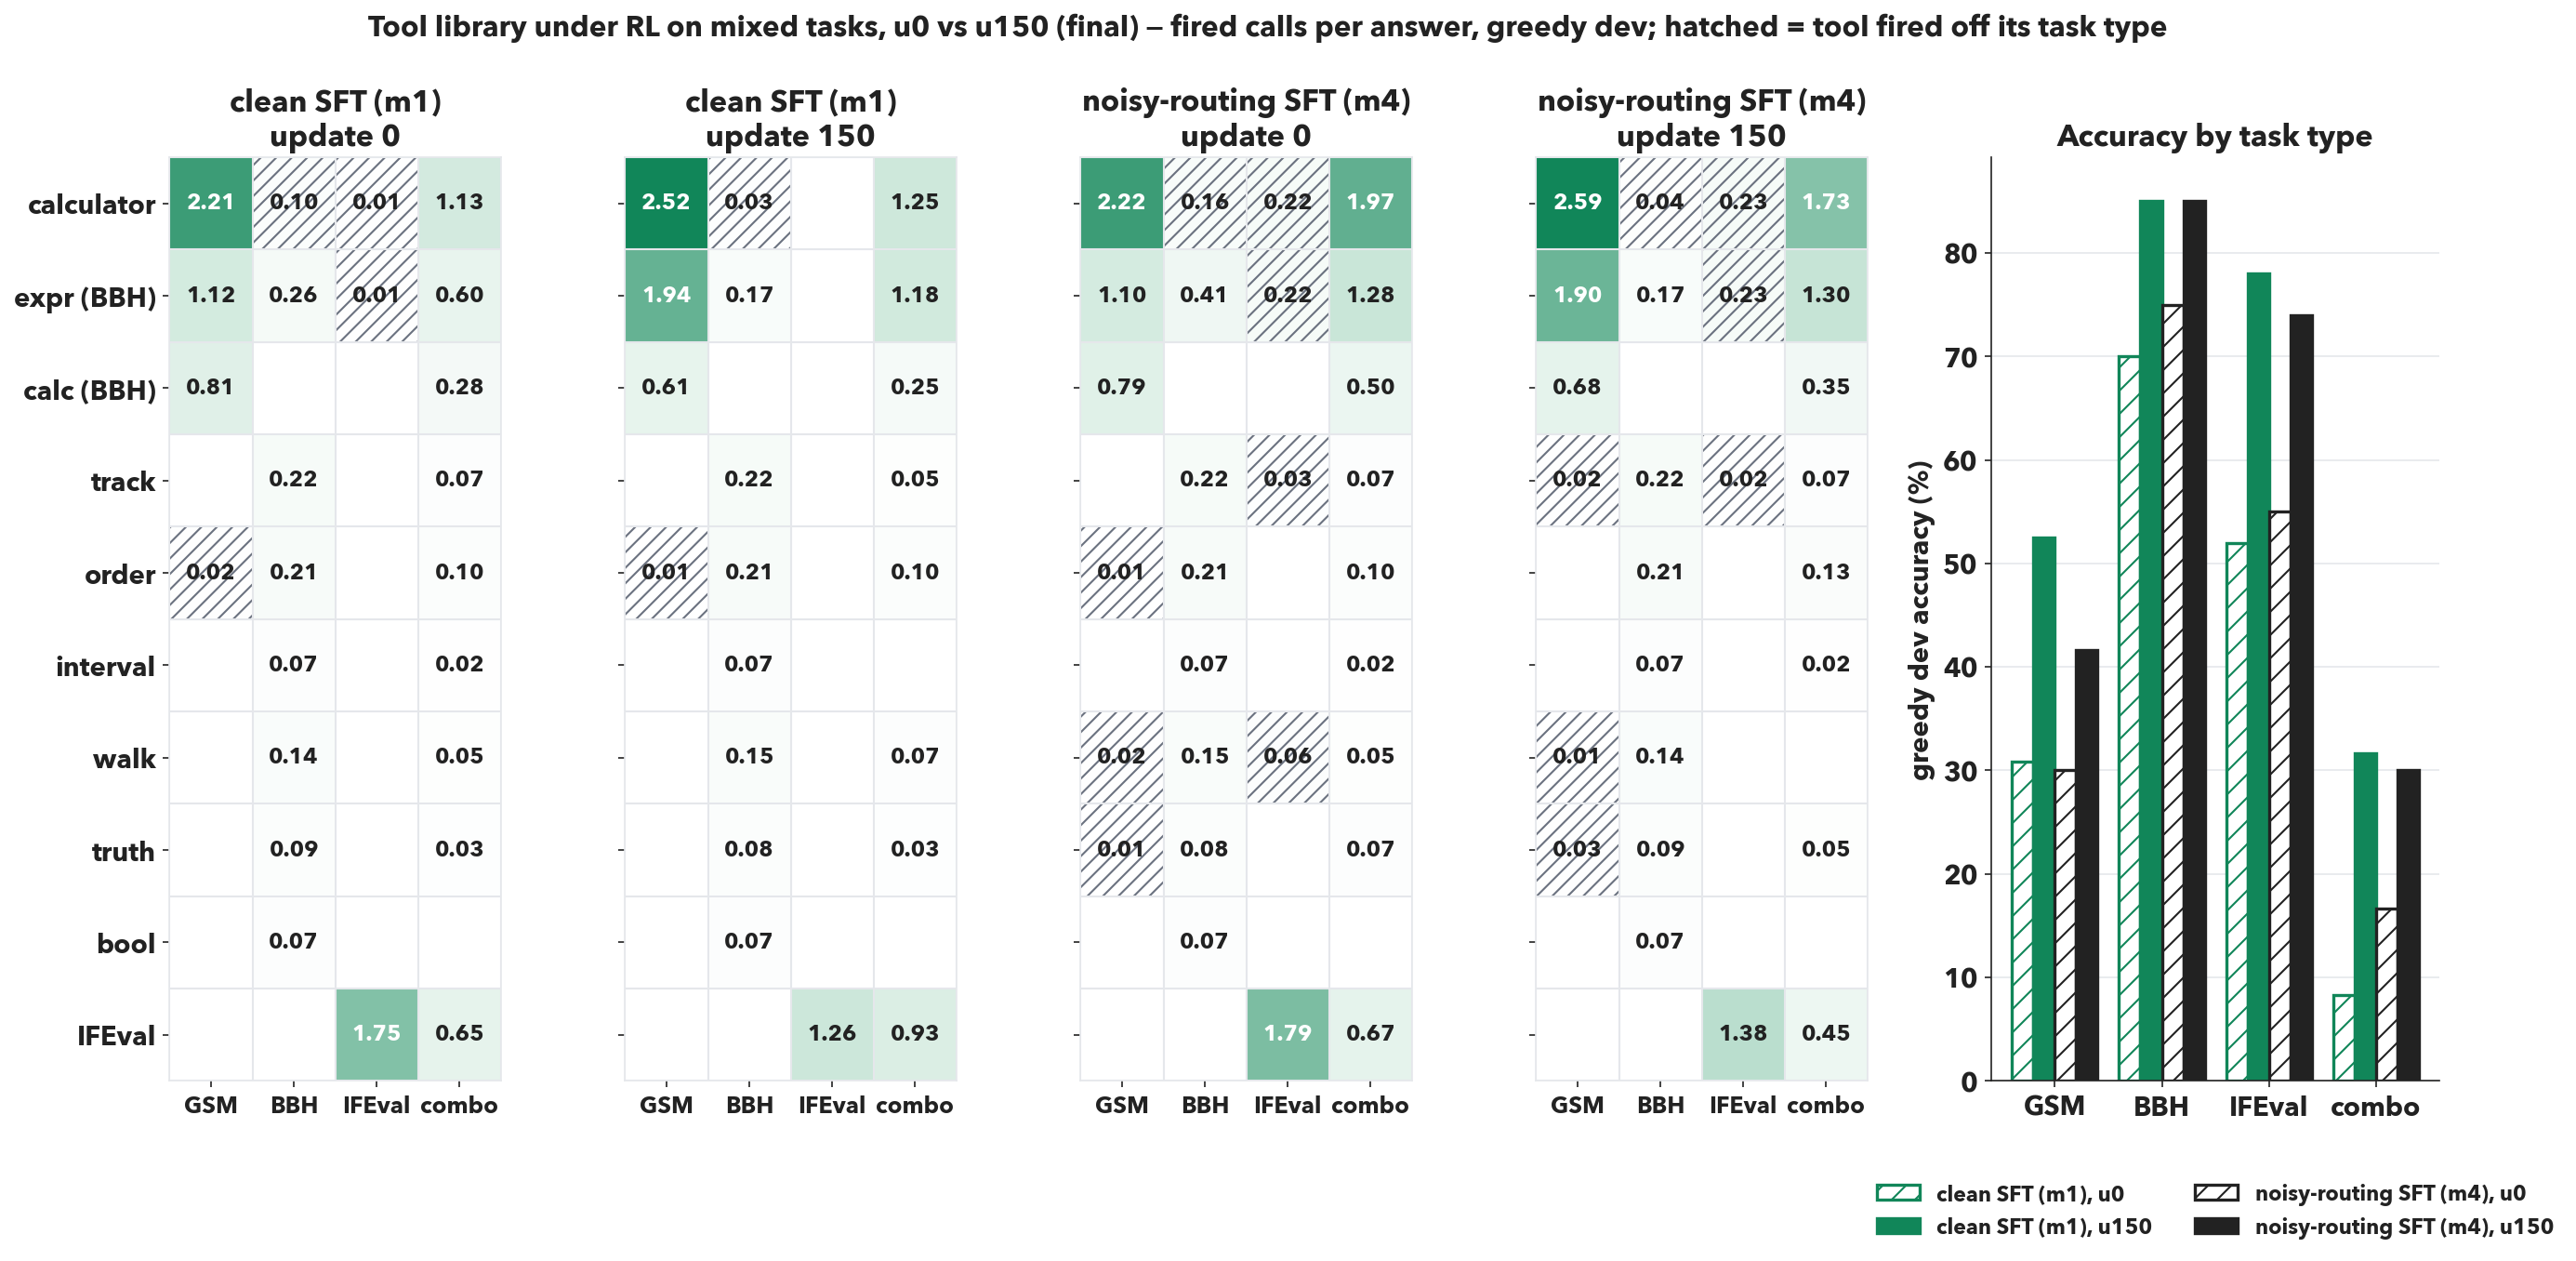 Tool library under RL on mixed tasks, u0 vs u150 (final) – fired calls per answer, greedy dev; hatched = tool fired off its task type
clean SFT (m1)
update 0
clean SFT (m1)
update 150
noisy-routing SFT (m4)
update 0
noisy-routing SFT (m4)
update 150
Accuracy by task type
calculator 2.21 0.10 0.01 1.13 2.52 0.03 1.25 2.22 0.16 0.22 1.97 2.59 0.04 0.23 1.73
expr (BBH) 1.12 0.26 0.01 0.60 1.94 0.17 1.18 1.10 0.41 0.22 1.28 1.90 0.17 0.23 1.30
calc (BBH) 0.81 0.28 0.61 0.25 0.79 0.50 0.68 0.35
track 0.22 0.07 0.22 0.05 0.22 0.03 0.07 0.02 0.22 0.02 0.07
order 0.02 0.21 0.10 0.01 0.21 0.10 0.01 0.21 0.10 0.21 0.13
interval 0.07 0.02 0.07 0.07 0.02 0.07 0.02
walk 0.14 0.05 0.15 0.07 0.02 0.15 0.06 0.05 0.01 0.14
truth 0.09 0.03 0.08 0.03 0.01 0.08 0.07 0.03 0.09 0.05
bool 0.07 0.07 0.07 0.07
IFEval 1.75 0.65 1.26 0.93 1.79 0.67 1.38 0.45
GSM BBH IFEval combo
GSM BBH IFEval combo
GSM BBH IFEval combo
GSM BBH IFEval combo
greedy dev accuracy (%)
80
70
60
50
40
30
20
10
0
GSM BBH IFEval combo
clean SFT (m1), u0
clean SFT (m1), u150
noisy-routing SFT (m4), u0
noisy-routing SFT (m4), u150